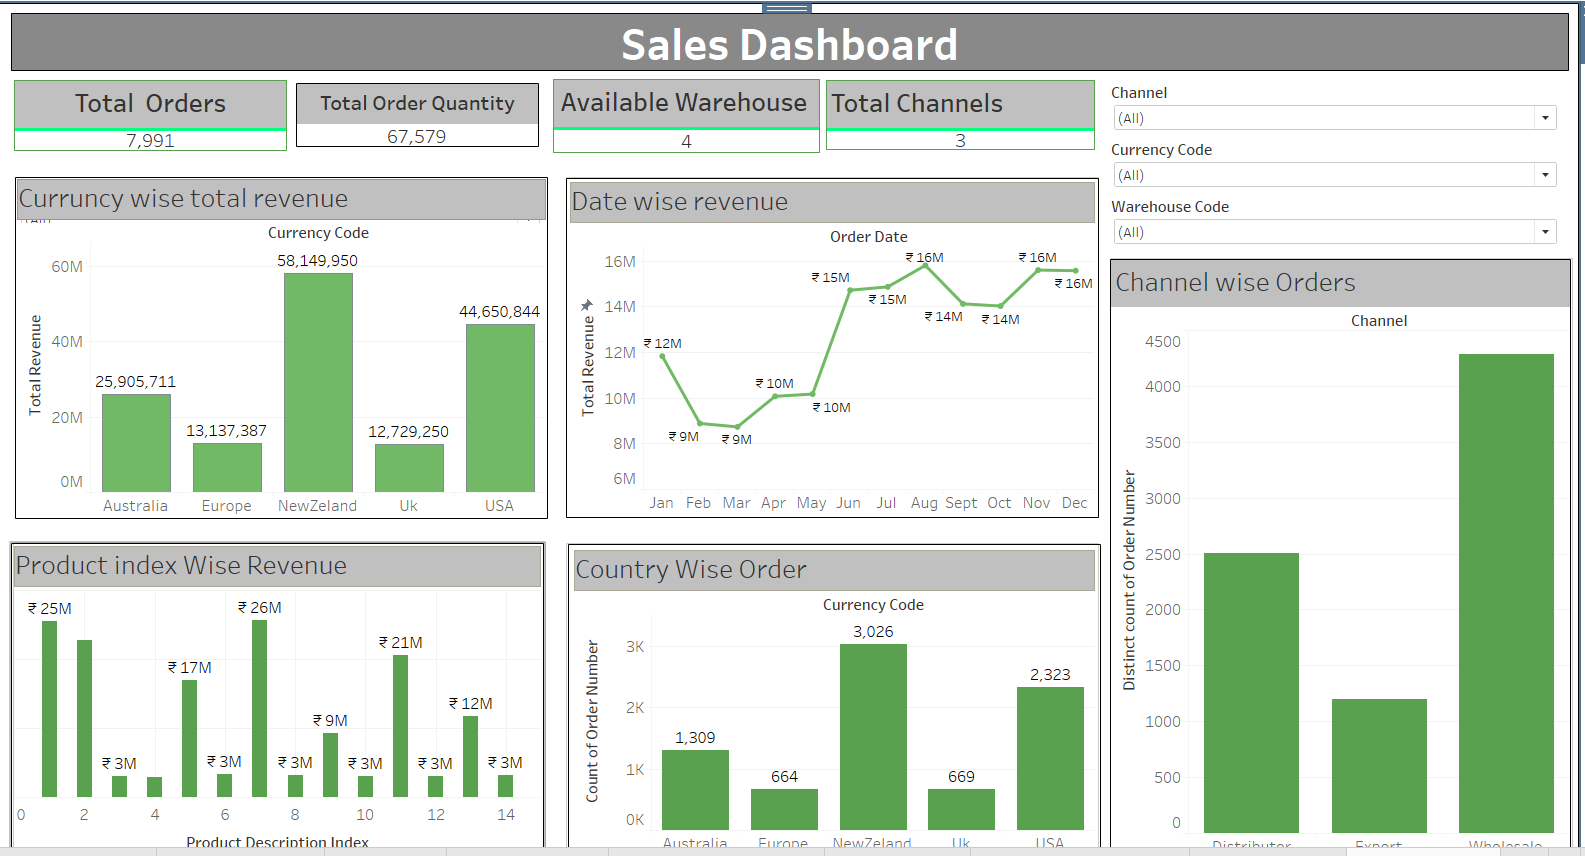 Sales Dashboard
Total Orders
7,991
Total Order Quantity
67,579
Available Warehouse
4
Total Channels
3
Channel
(All)
Currency Code
(All)
Warehouse Code
(All)
Curruncy wise total revenue
Currency Code
Total Revenue
60M
40M
20M
0M
25,905,711
13,137,387
58,149,950
12,729,250
44,650,844
Australia Europe NewZeland Uk USA
Date wise revenue
Order Date
Total Revenue
16M
14M
12M
10M
8M
6M
₹ 12M
₹ 9M
₹ 9M
₹ 10M
₹ 10M
₹ 15M
₹ 15M
₹ 16M
₹ 14M
₹ 14M
₹ 16M
₹ 16M
Jan Feb Mar Apr May Jun Jul Aug Sept Oct Nov Dec
Channel wise Orders
Channel
Distinct count of Order Number
4500
4000
3500
3000
2500
2000
1500
1000
500
0
Distributor Export Wholesale
Product index Wise Revenue
₹ 25M
₹ 3M
₹ 17M
₹ 3M
₹ 26M
₹ 3M
₹ 9M
₹ 3M
₹ 21M
₹ 3M
₹ 12M
₹ 3M
0 2 4 6 8 10 12 14
Product Description Index
Country Wise Order
Currency Code
Count of Order Number
3K
2K
1K
0K
1,309
664
3,026
669
2,323
Australia Europe NewZeland Uk USA